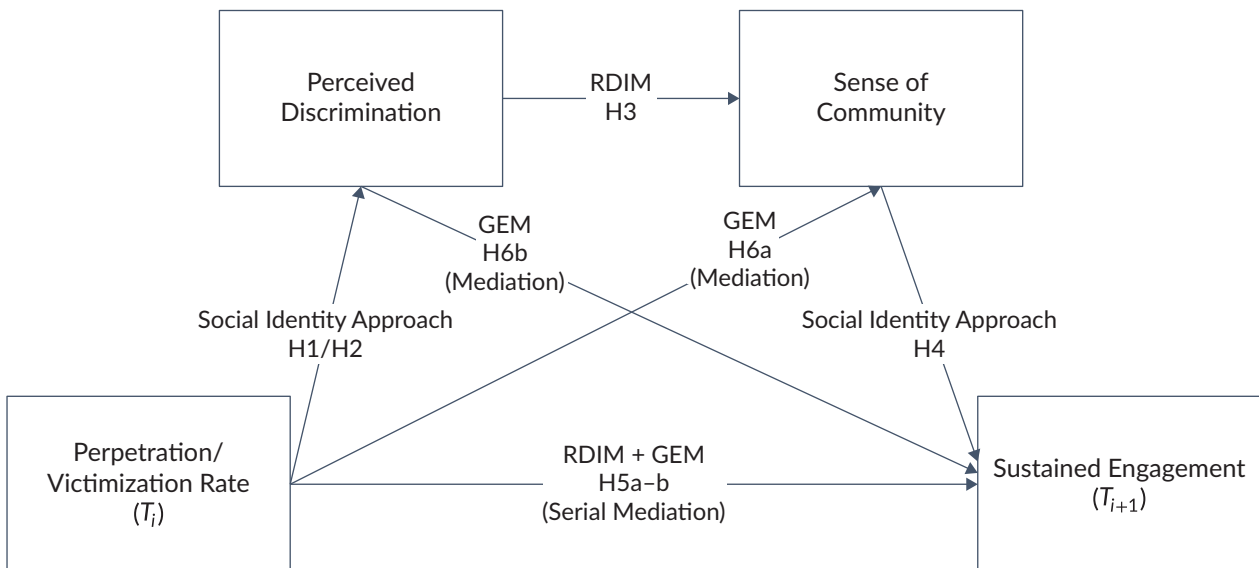 Perceived
Discrimination
RDIM
H3
Sense of
Community
GEM
H6b
(Mediation)
GEM
H6a
(Mediation)
Social Identity Approach
H1/H2
Social Identity Approach
H4
Perpetration/
Victimization Rate
(Ti)
RDIM + GEM
H5a–b
(Serial Mediation)
Sustained Engagement
(Ti+1)